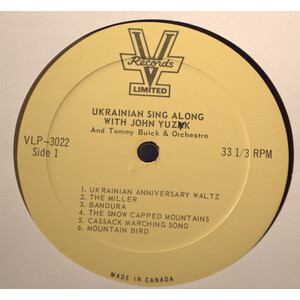 V
Records
LIMITED
UKRAINIAN SING ALONG
WITH JOHN YUZYK
And Tommy Buick & Orchestra
VLP-3022
Side 1
33 1/3 RPM
1. UKRAINIAN ANNIVERSARY WALTZ
2. THE MILLER
3. BANDURA
4. THE SNOW CAPPED MOUNTAINS
5. CASSACK MARCHING SONG
6. MOUNTAIN BIRD
MADE IN CANADA